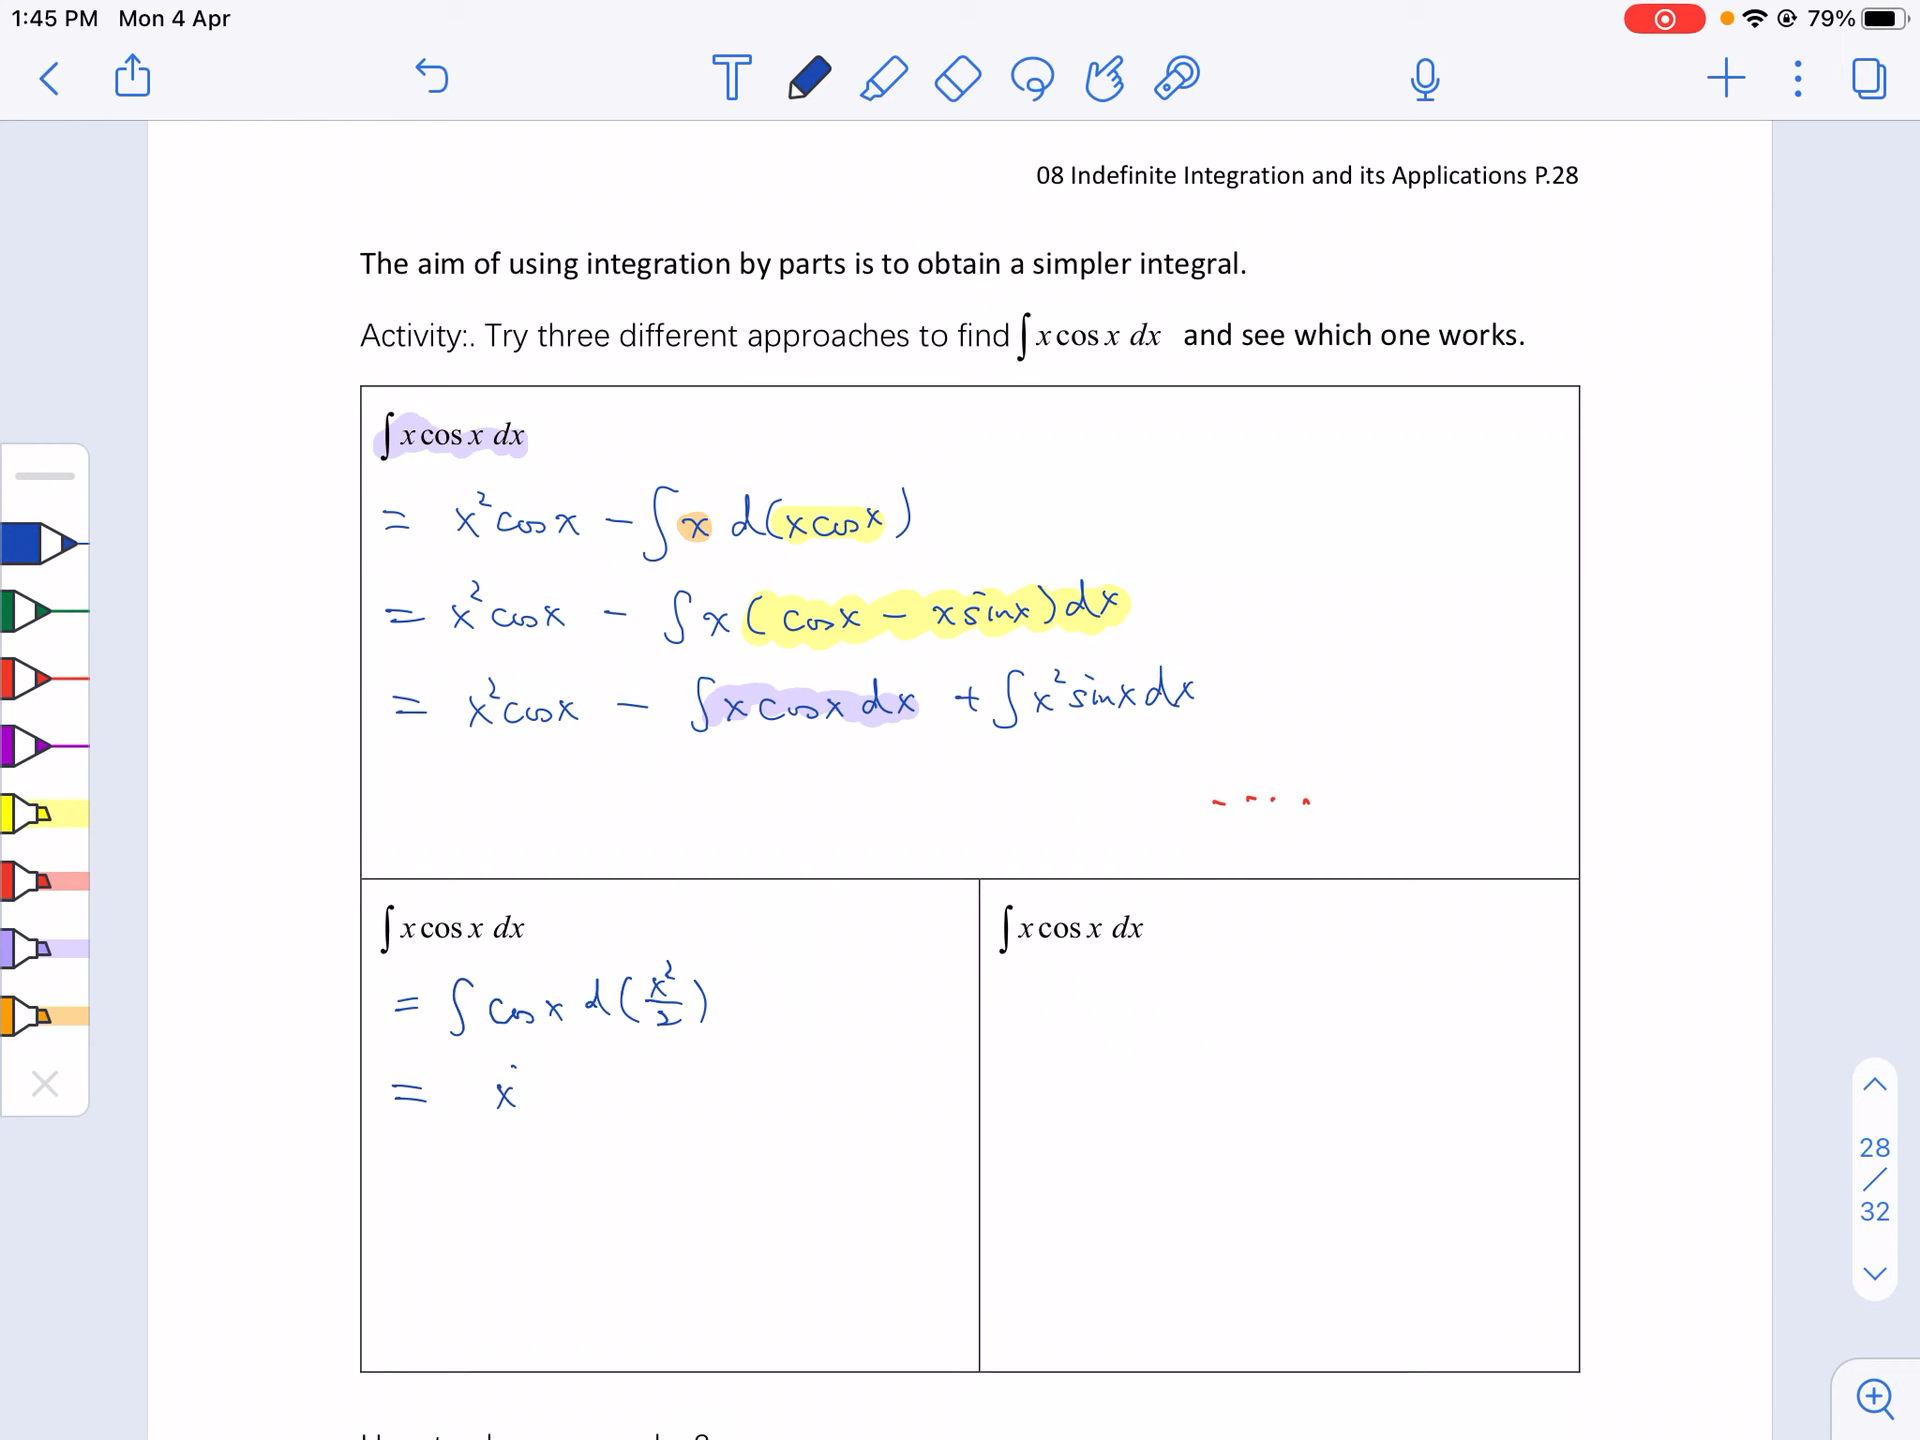 1:45 PM Mon 4 Apr 79%
T
08 Indefinite Integration and its Applications P.28
The aim of using integration by parts is to obtain a simpler integral.
Activity:. Try three different approaches to find ∫ x cos x dx and see which one works.
∫ x cos x dx
= x² cos x − ∫ x d(x cos x)
= x² cos x − ∫ x (cos x − x sin x) dx
= x² cos x − ∫ x cos x dx + ∫ x² sin x dx
....
∫ x cos x dx
= ∫ cos x d(x²/2)
= x
∫ x cos x dx
28
/
32